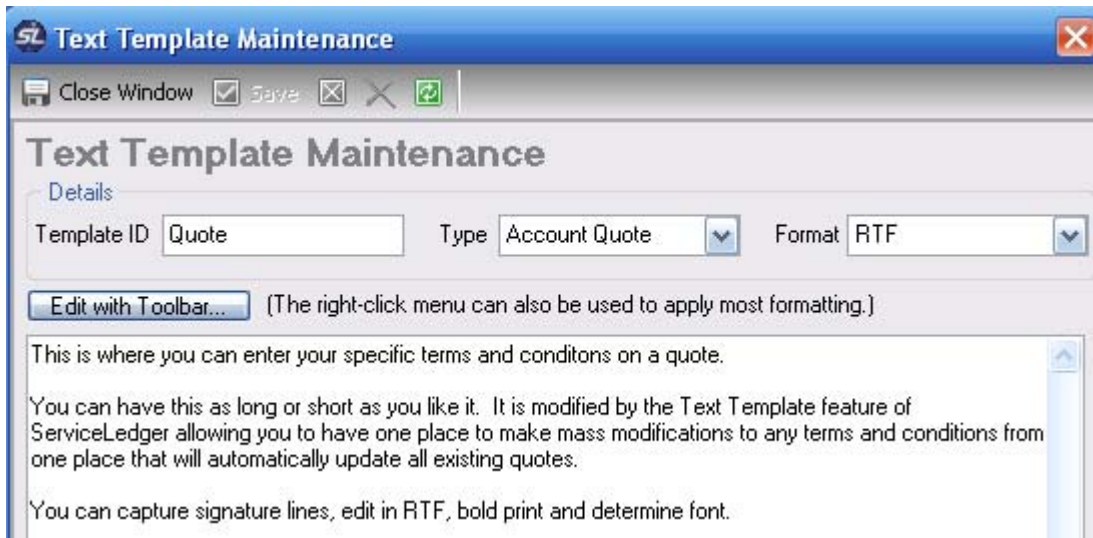 SL Text Template Maintenance
Close Window Save
Text Template Maintenance
Details
Template ID Quote Type Account Quote Format RTF
Edit with Toolbar... (The right-click menu can also be used to apply most formatting.)
This is where you can enter your specific terms and conditons on a quote.
You can have this as long or short as you like it. It is modified by the Text Template feature of
ServiceLedger allowing you to have one place to make mass modifications to any terms and conditions from
one place that will automatically update all existing quotes.
You can capture signature lines, edit in RTF, bold print and determine font.